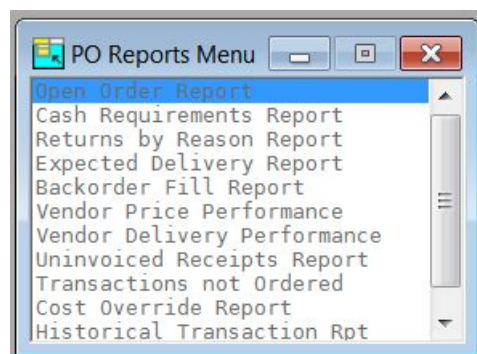 PO Reports Menu
Open Order Report
Cash Requirements Report
Returns by Reason Report
Expected Delivery Report
Backorder Fill Report
Vendor Price Performance
Vendor Delivery Performance
Uninvoiced Receipts Report
Transactions not Ordered
Cost Override Report
Historical Transaction Rpt